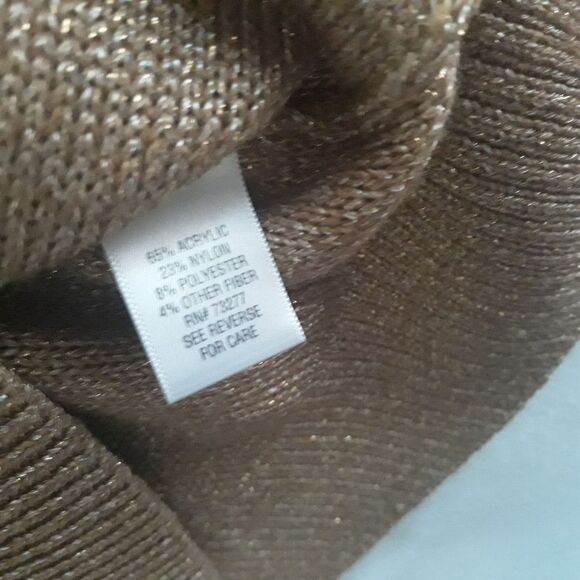 65% ACRYLIC
23% NYLON
8% POLYESTER
4% OTHER FIBER
RN# 73277
SEE REVERSE
FOR CARE